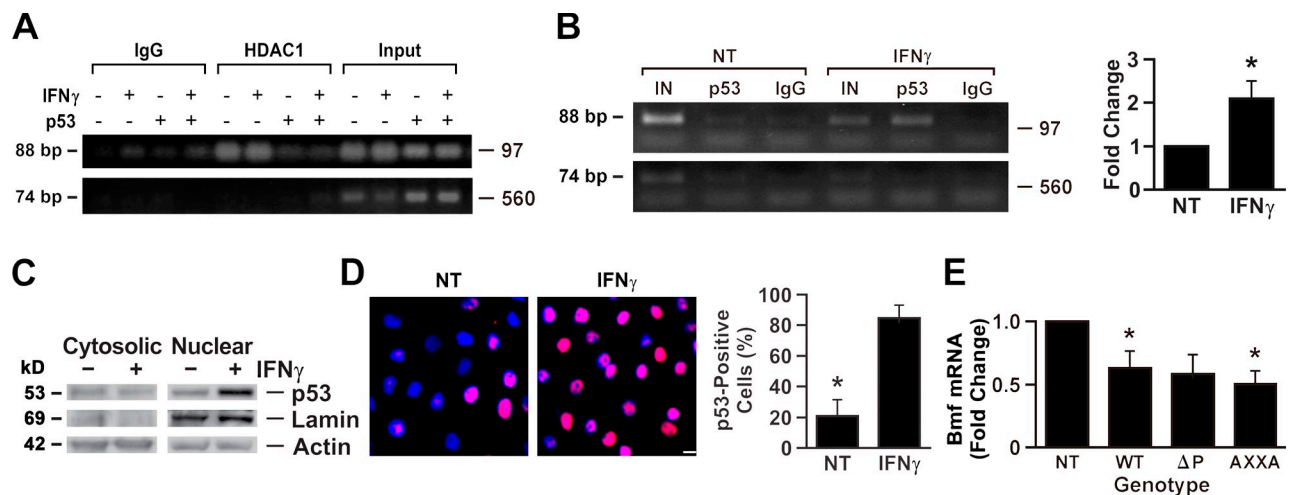 A
IgG HDAC1 Input
IFNγ - + - + - + - + - + - +
p53 - - + + - - + + - - + +
88 bp – — 97
74 bp – — 560
B
NT IFNγ
IN p53 IgG IN p53 IgG
88 bp – — 97
74 bp – — 560
Fold Change
3
2
1
0
*
NT IFNγ
C
Cytosolic Nuclear
kD – + – + IFNγ
53 – — p53
69 – — Lamin
42 – — Actin
D
NT IFNγ
p53-Positive
Cells (%)
100
80
60
40
20
0
*
NT IFNγ
E
Bmf mRNA
(Fold Change)
1.0
0.5
0
* *
NT WT ΔP AXXA
Genotype